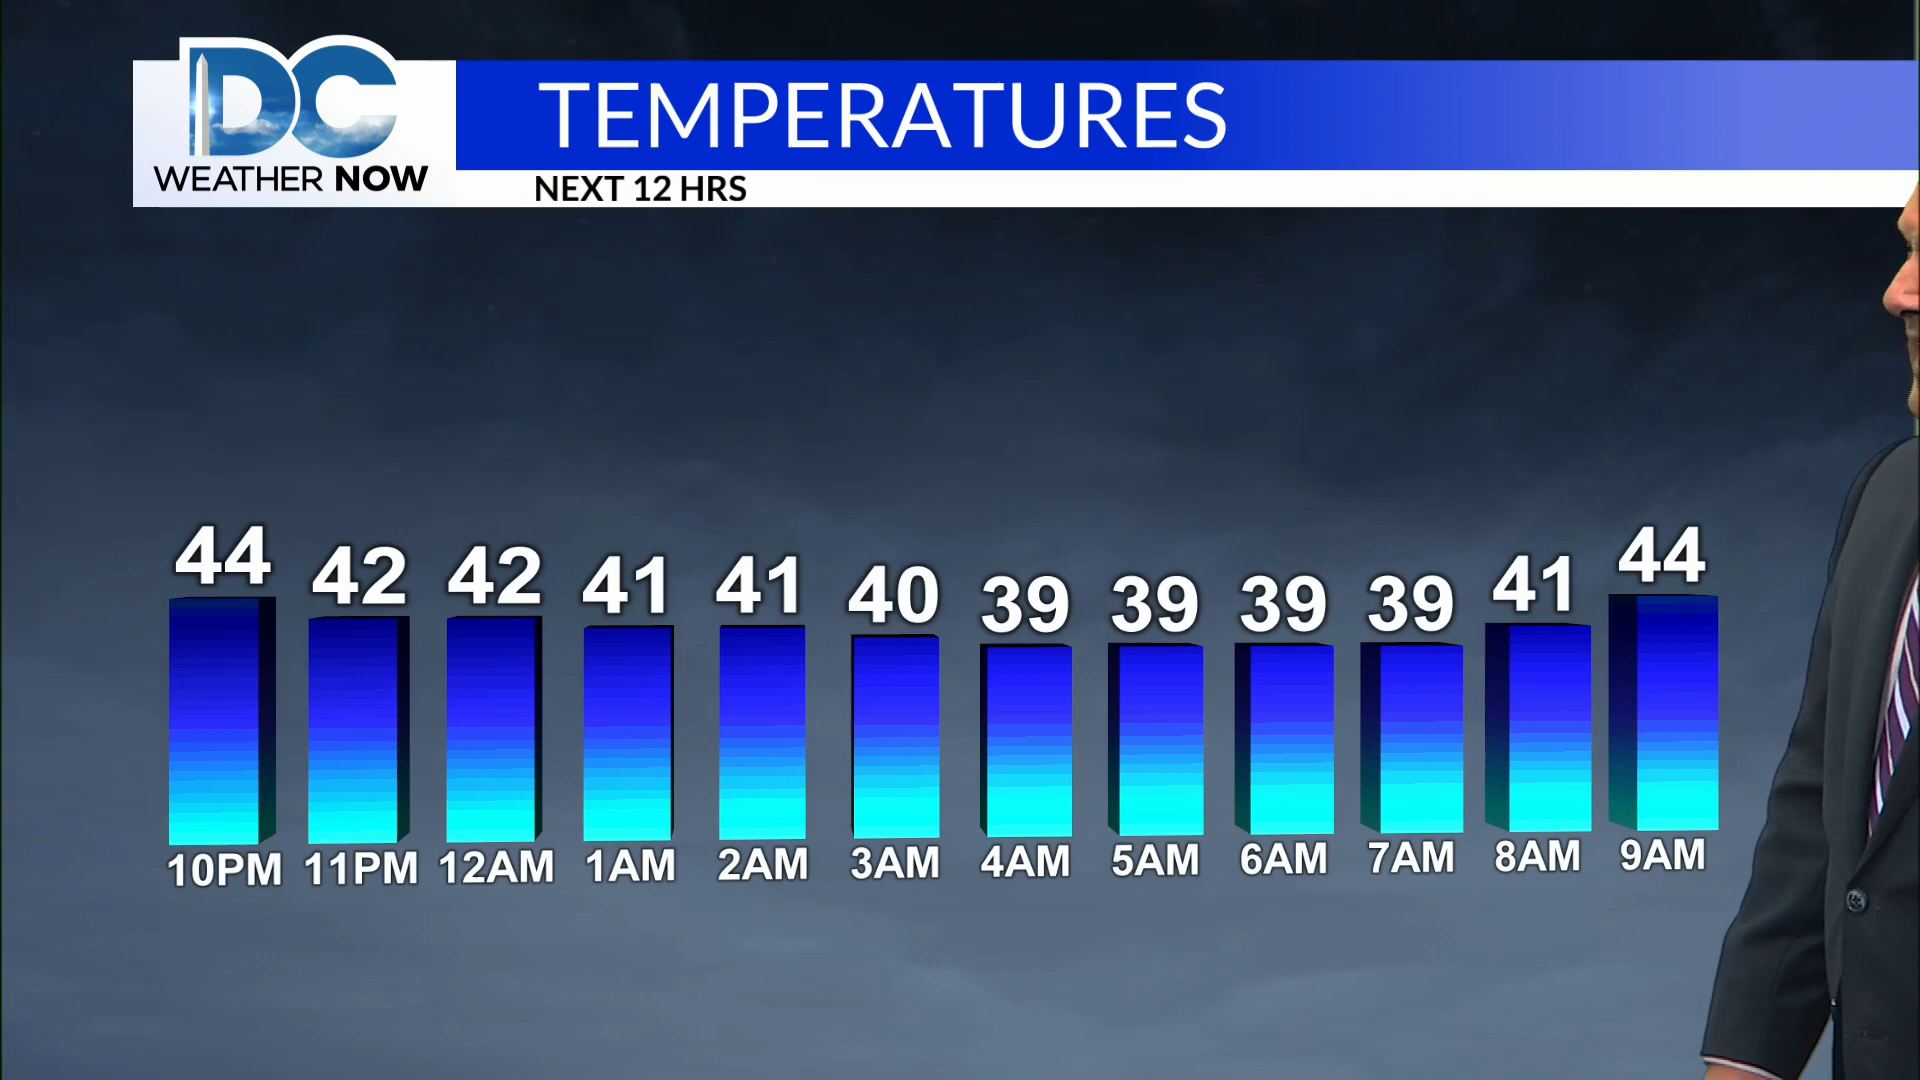 DC
WEATHER NOW
TEMPERATURES
NEXT 12 HRS
44 42 42 41 41 40 39 39 39 39 41 44
10PM 11PM 12AM 1AM 2AM 3AM 4AM 5AM 6AM 7AM 8AM 9AM